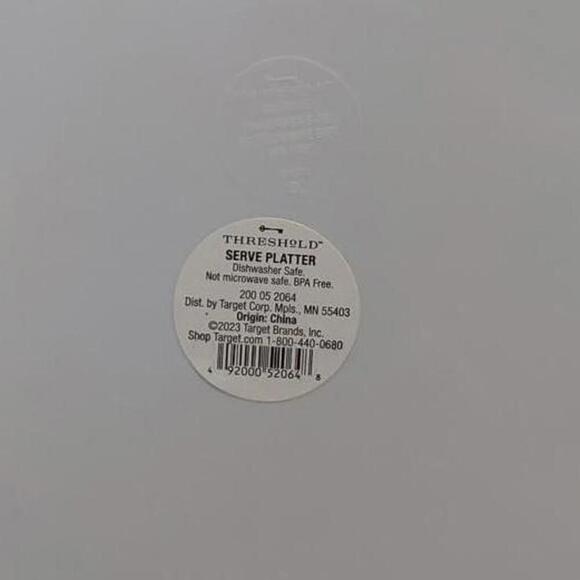 THRESHOLD™
SERVE PLATTER
Dishwasher Safe.
Not microwave safe. BPA Free.
200 05 2064
Dist. by Target Corp. Mpls., MN 55403
Origin: China
©2023 Target Brands, Inc.
Shop Target.com 1-800-440-0680
4 92000 52064 8